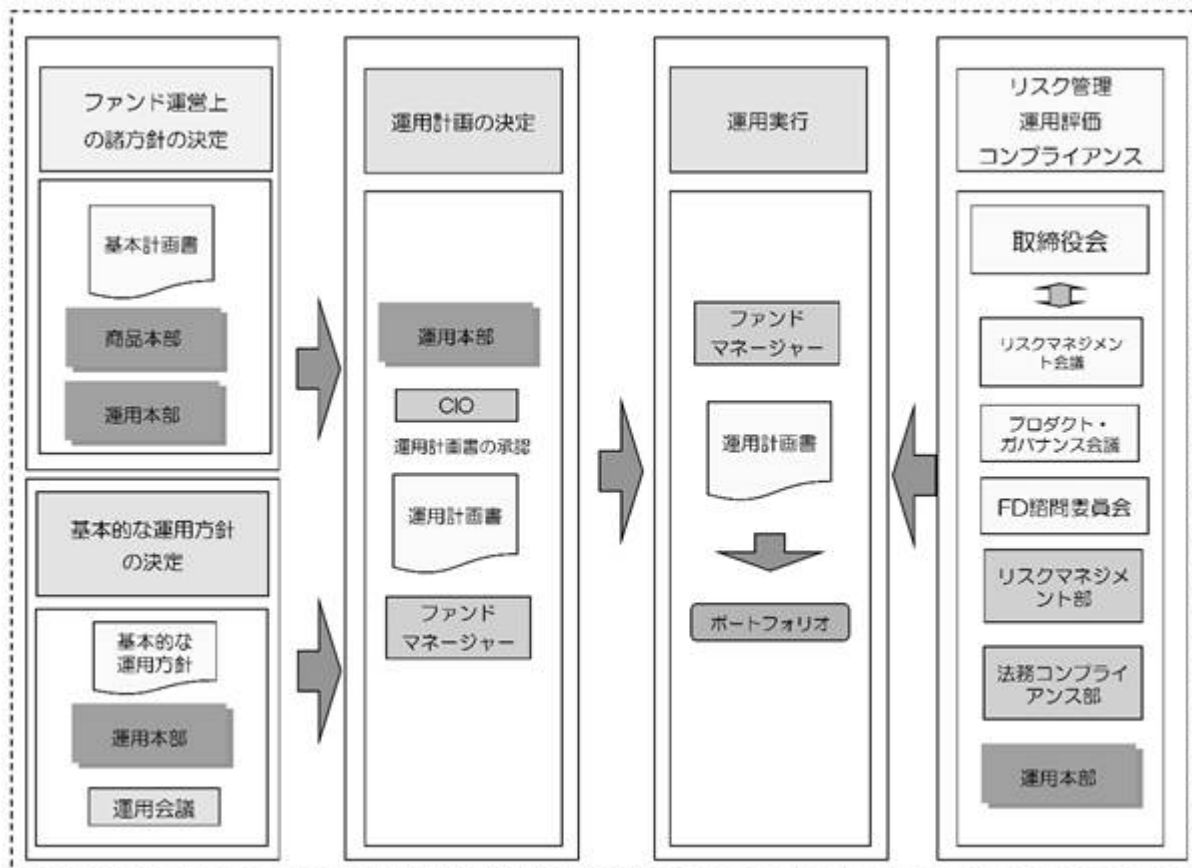 ファンド運営上
の諸方針の決定
基本計画書
商品本部
運用本部
基本的な運用方針
の決定
基本的な
運用方針
運用本部
運用会議
運用計画の決定
運用本部
CIO
運用計画書の承認
運用計画書
ファンド
マネージャー
運用実行
ファンド
マネージャー
運用計画書
ポートフォリオ
リスク管理
運用評価
コンプライアンス
取締役会
リスクマネジメン
ト会議
プロダクト・
ガバナンス会議
FD諮問委員会
リスクマネジメ
ント部
法務コンプライ
アンス部
運用本部